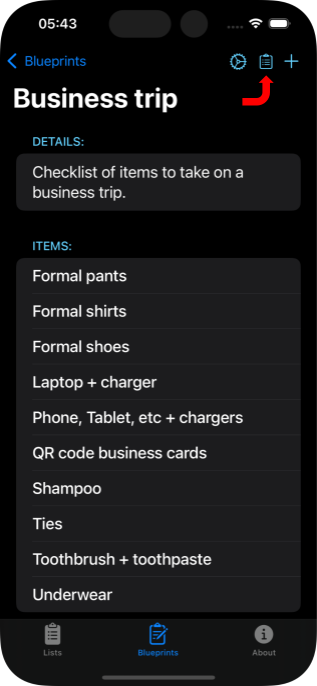 05:43
Blueprints
Business trip
DETAILS:
Checklist of items to take on a
business trip.
ITEMS:
Formal pants
Formal shirts
Formal shoes
Laptop + charger
Phone, Tablet, etc + chargers
QR code business cards
Shampoo
Ties
Toothbrush + toothpaste
Underwear
Lists
Blueprints
About